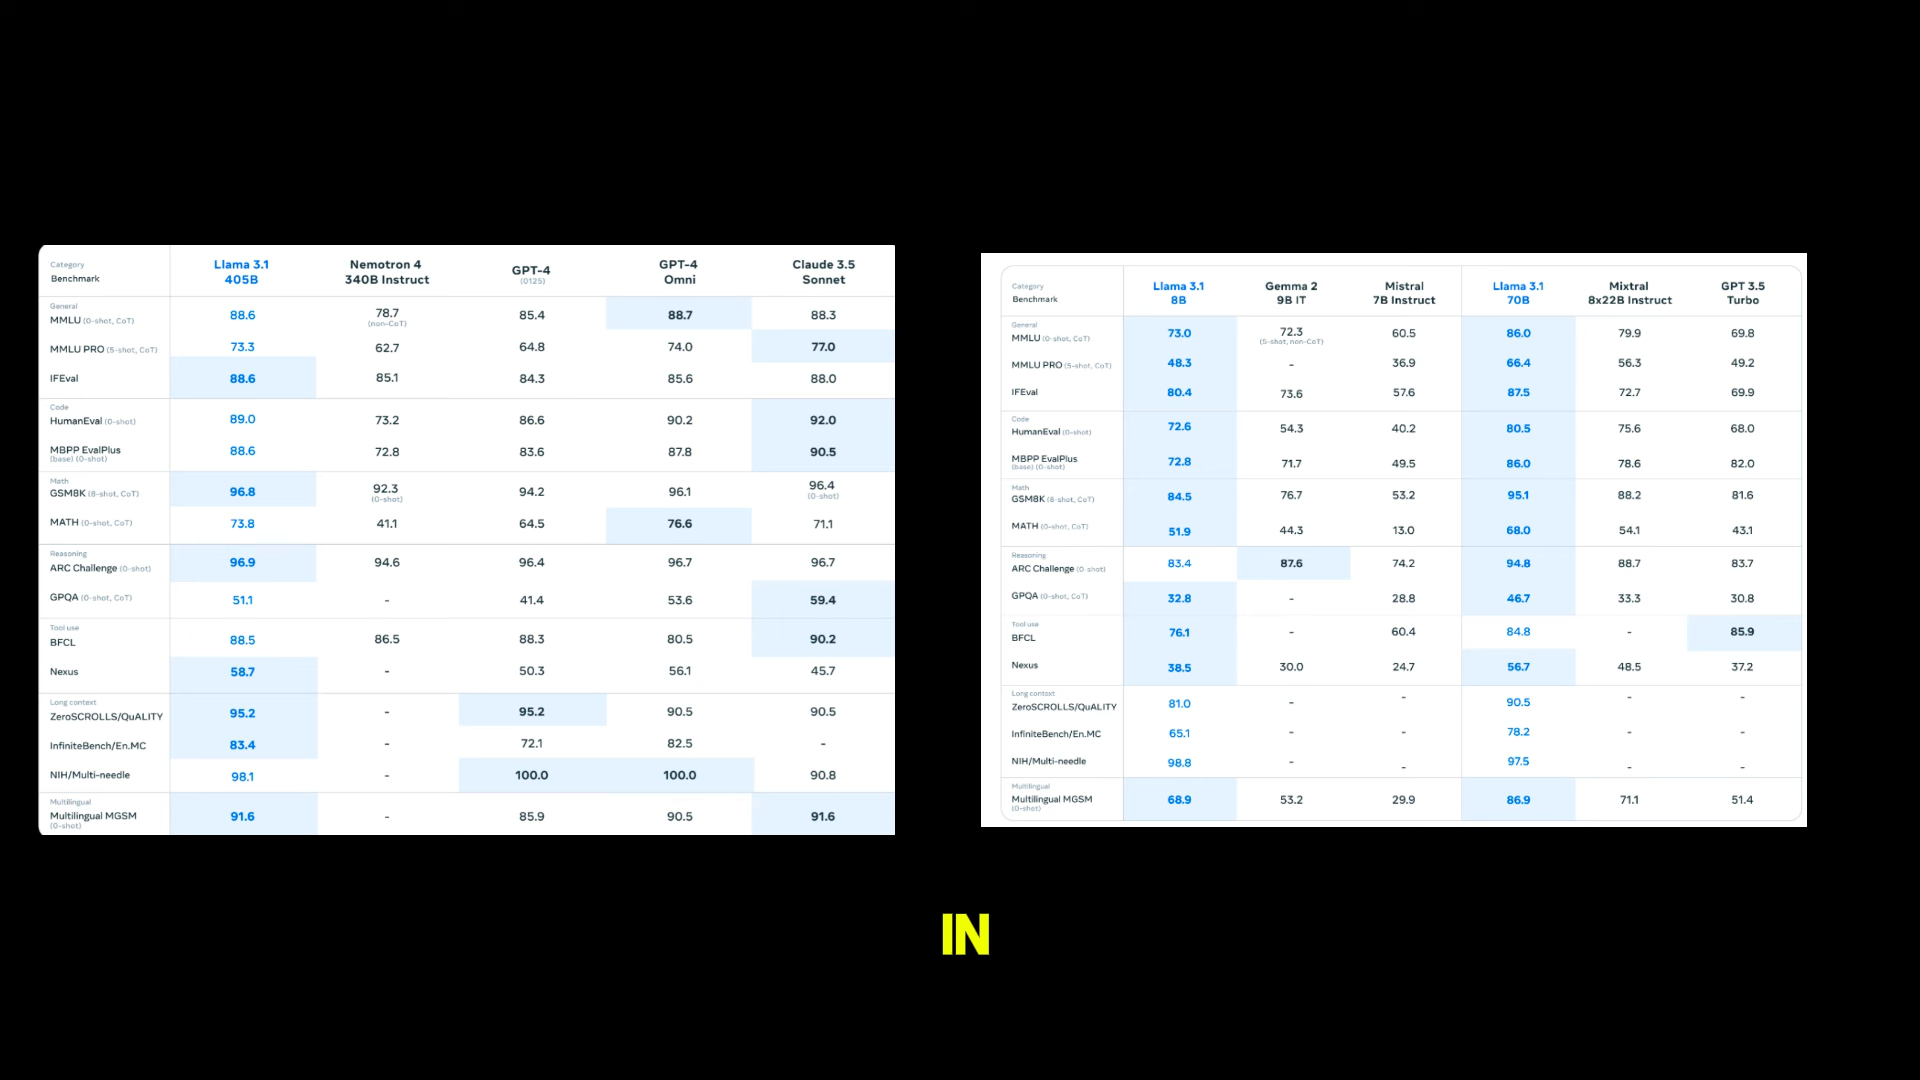 Category
Benchmark
Llama 3.1
405B
Nemotron 4
340B Instruct
GPT-4
(0125)
GPT-4
Omni
Claude 3.5
Sonnet
General
MMLU (0-shot, CoT) 88.6 78.7 85.4 88.7 88.3
(non-CoT)
MMLU PRO (5-shot, CoT) 73.3 62.7 64.8 74.0 77.0
IFEval 88.6 85.1 84.3 85.6 88.0
Code
HumanEval (0-shot) 89.0 73.2 86.6 90.2 92.0
MBPP EvalPlus 88.6 72.8 83.6 87.8 90.5
(base) (0-shot)
Math
GSM8K (8-shot, CoT) 96.8 92.3 94.2 96.1 96.4
(0-shot) (0-shot)
MATH (0-shot, CoT) 73.8 41.1 64.5 76.6 71.1
Reasoning
ARC Challenge (0-shot) 96.9 94.6 96.4 96.7 96.7
GPQA (0-shot, CoT) 51.1 - 41.4 53.6 59.4
Tool use
BFCL 88.5 86.5 88.3 80.5 90.2
Nexus 58.7 - 50.3 56.1 45.7
Long context
ZeroSCROLLS/QuALITY 95.2 - 95.2 90.5 90.5
InfiniteBench/En.MC 83.4 - 72.1 82.5 -
NIH/Multi-needle 98.1 - 100.0 100.0 90.8
Multilingual
Multilingual MGSM 91.6 - 85.9 90.5 91.6
(0-shot)
Category
Benchmark
Llama 3.1
8B
Gemma 2
9B IT
Mistral
7B Instruct
Llama 3.1
70B
Mixtral
8x22B Instruct
GPT 3.5
Turbo
General
MMLU (0-shot, CoT) 73.0 72.3 60.5 86.0 79.9 69.8
(5-shot, non-CoT)
MMLU PRO (5-shot, CoT) 48.3 - 36.9 66.4 56.3 49.2
IFEval 80.4 73.6 57.6 87.5 72.7 69.9
Code
HumanEval (0-shot) 72.6 54.3 40.2 80.5 75.6 68.0
MBPP EvalPlus 72.8 71.7 49.5 86.0 78.6 82.0
(base) (0-shot)
Math
GSM8K (8-shot, CoT) 84.5 76.7 53.2 95.1 88.2 81.6
MATH (0-shot, CoT) 51.9 44.3 13.0 68.0 54.1 43.1
Reasoning
ARC Challenge (0-shot) 83.4 87.6 74.2 94.8 88.7 83.7
GPQA (0-shot, CoT) 32.8 - 28.8 46.7 33.3 30.8
Tool use
BFCL 76.1 - 60.4 84.8 - 85.9
Nexus 38.5 30.0 24.7 56.7 48.5 37.2
Long context
ZeroSCROLLS/QuALITY 81.0 - - 90.5 - -
InfiniteBench/En.MC 65.1 - - 78.2 - -
NIH/Multi-needle 98.8 - - 97.5 - -
Multilingual
Multilingual MGSM 68.9 53.2 29.9 86.9 71.1 51.4
(0-shot)
IN